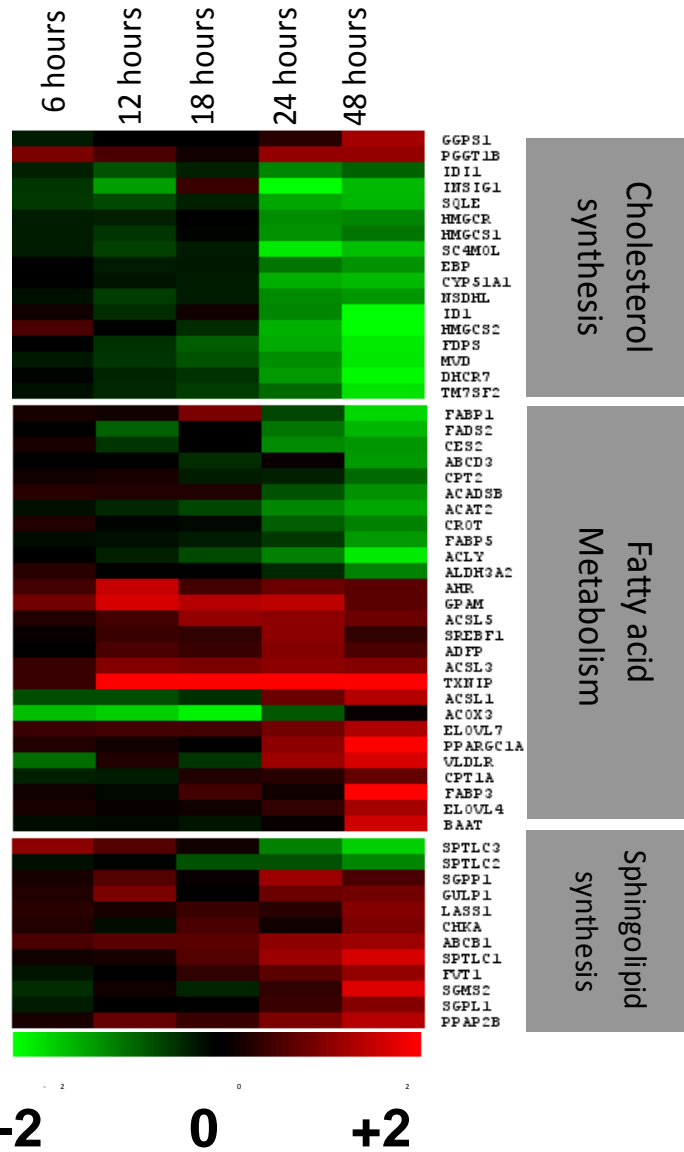 6 hours
12 hours
18 hours
24 hours
48 hours
GGPS1
PGGT1B
IDI1
INSIG1
SQLE
HMGCR
HMGCS1
SC4MOL
EBP
CYP51A1
NSDHL
ID1
HMGCS2
FDPS
MVD
DHCR7
TM7SF2
Cholesterol
synthesis
FABP1
FADS2
CES2
ABCD3
CPT2
ACADSB
ACAT2
CROT
FABP5
ACLY
ALDH3A2
AHR
GPAM
ACSL5
SREBF1
ADFP
ACSL3
TXNIP
ACSL1
ACOX3
ELOVL7
PPARGC1A
VLDLR
CPT1A
FABP3
ELOVL4
BAAT
Fatty acid
Metabolism
SPTLC3
SPTLC2
SGPP1
GULP1
LASS1
CHKA
ABCB1
SPTLC1
FVT1
SGMS2
SGPL1
PPAP2B
Sphingolipid
synthesis
- 2 0 2
-2 0 +2